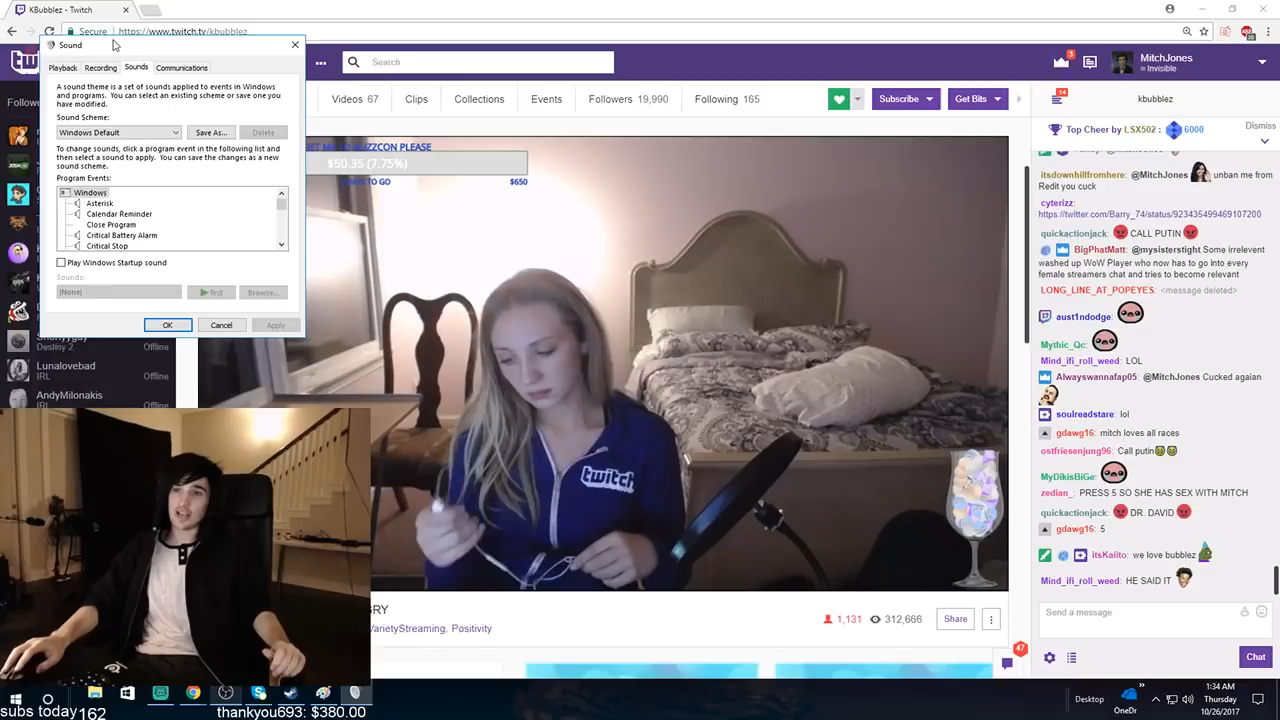 KBubblez - Twitch
Secure
https://www.twitch.tv/kbubblez
Sound
Playback
Recording
Sounds
Communications
A sound theme is a set of sounds applied to events in Windows
and programs. You can select an existing scheme or save one you
have modified.
Sound Scheme:
Windows Default
Save As...
Delete
To change sounds, click a program event in the following list and
then select a sound to apply. You can save the changes as a new
sound scheme.
Program Events:
Windows
Asterisk
Calendar Reminder
Close Program
Critical Battery Alarm
Critical Stop
Play Windows Startup sound
Sounds:
(None)
Test
Browse...
OK
Cancel
Apply
Search
3
MitchJones
Invisible
Videos 67
Clips
Collections
Events
Followers 19,990
Following 165
Subscribe
Get Bits
14
kbubblez
BLIZZCON PLEASE
$50.35 (7.75%)
TO GO
$650
twitch
Destiny 2
Offline
Lunalovebad
IRL
Offline
AndyMilonakis
IRL
Offline
GRY
VarietyStreaming, Positivity
1,131
312,666
Share
47
Top Cheer by LSX502 : 6000
Dismiss
itsdownhillfromhere: @MitchJones unban me from
Redit you cuck
cyterizz:
https://twitter.com/Barry_74/status/923435499469107200
quickactionjack: CALL PUTIN
BigPhatMatt: @mysisterstight Some irrelevent
washed up WoW Player who now has to go into every
female streamers chat and tries to become relevant
LONG_LINE_AT_POPEYES: <message deleted>
aust1ndodge:
Mythic_Qc:
Mind_ifi_roll_weed: LOL
Alwayswannafap05: @MitchJones Cucked agaian
soulreadstare: lol
gdawg16: mitch loves all races
ostfriesenjung96: Call putin
MyDikisBiGe:
zedian_: PRESS 5 SO SHE HAS SEX WITH MITCH
quickactionjack: DR. DAVID
gdawg16: 5
itsKaiito: we love bubblez
Mind_ifi_roll_weed: HE SAID IT
Send a message
Chat
subs today 162
thankyou693: $380.00
Desktop
OneDr
1:34 AM
Thursday
10/26/2017